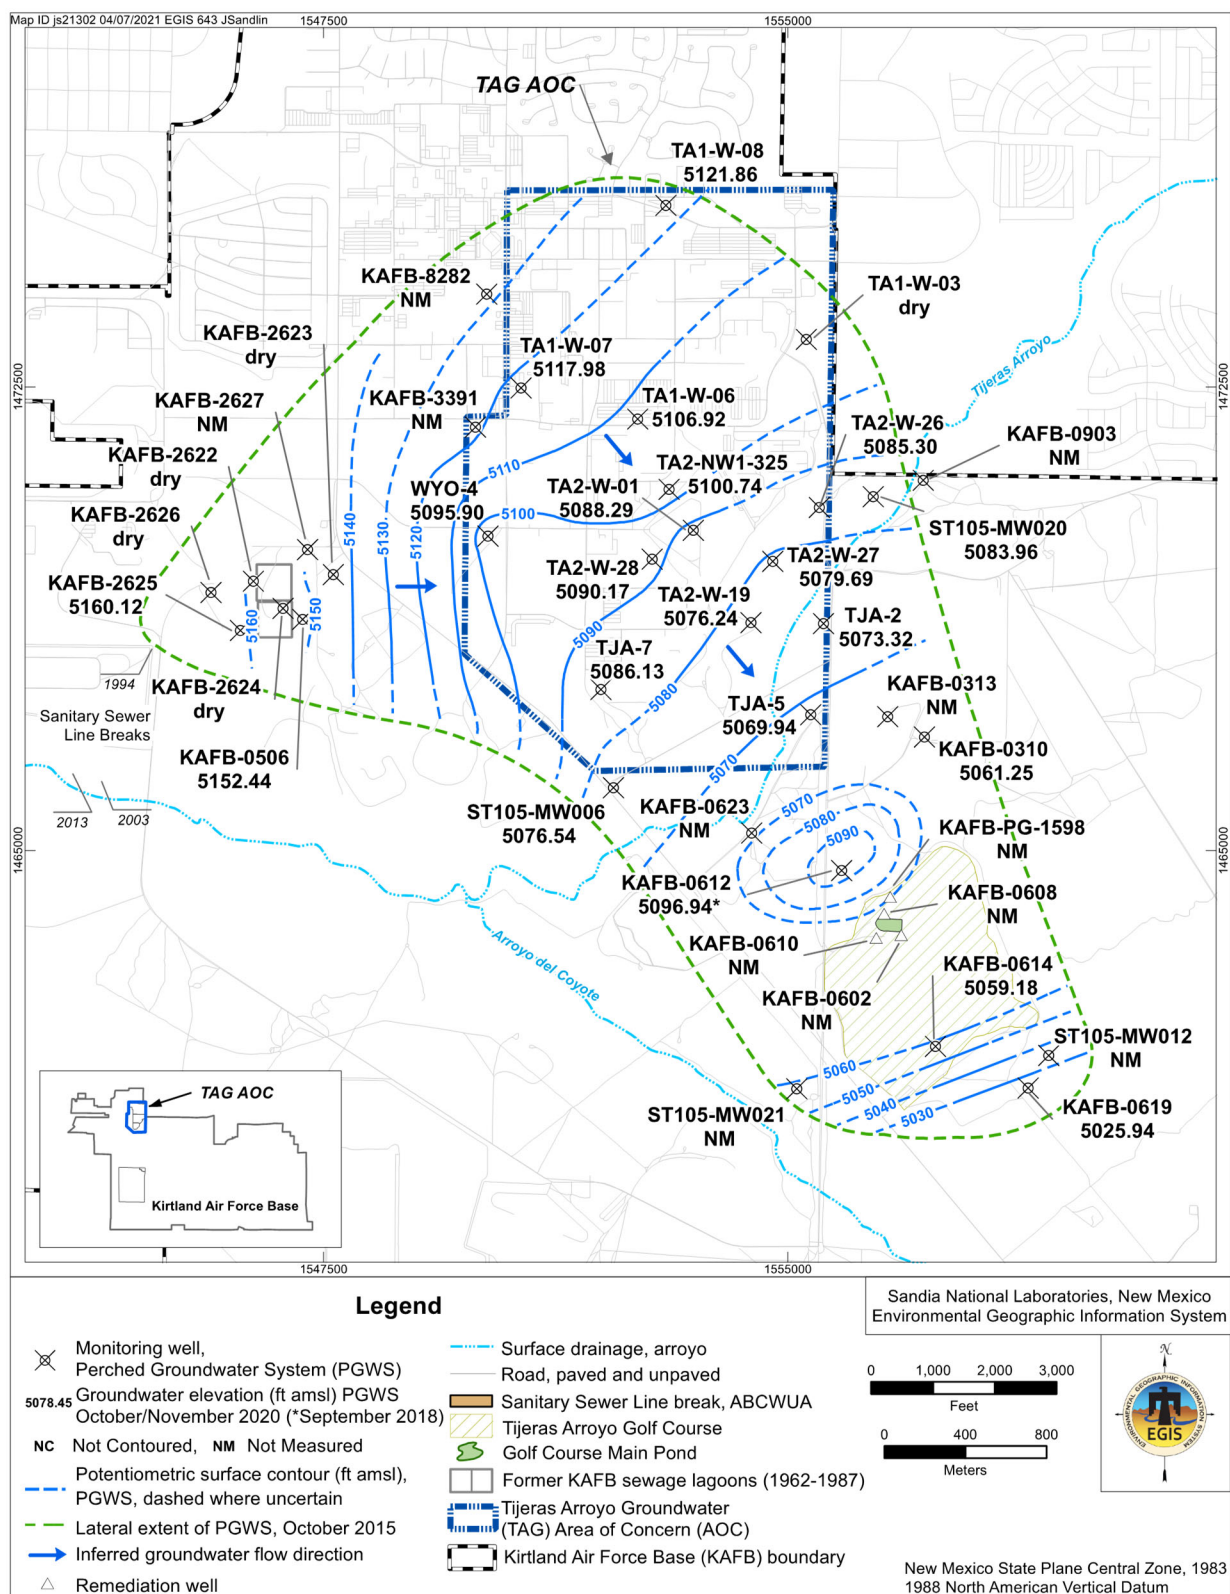 Map ID js21302 04/07/2021 EGIS 643 JSandlin
1547500
1555000
TAG AOC
TA1-W-08
5121.86
KAFB-8282
NM
TA1-W-03
dry
KAFB-2623
dry
Tijeras Arroyo
TA1-W-07
5117.98
1472500
1472500
KAFB-2627
NM
KAFB-3391
NM
TA1-W-06
5106.92
TA2-W-26
5085.30
KAFB-0903
NM
KAFB-2622
dry
5110
TA2-NW1-325
5100.74
WYO-4
5095.90
TA2-W-01
5088.29
5100
KAFB-2626
dry
5140
5130
5120
ST105-MW020
5083.96
TA2-W-27
5079.69
TA2-W-28
5090.17
KAFB-2625
5160.12
TA2-W-19
5076.24
5160
5150
TJA-2
5073.32
5090
TJA-7
5086.13
1994
KAFB-2624
dry
5080
KAFB-0313
NM
TJA-5
5069.94
Sanitary Sewer
Line Breaks
KAFB-0506
5152.44
KAFB-0310
5061.25
5070
2013
2003
ST105-MW006
5076.54
KAFB-0623
NM
5070
5080
5090
KAFB-PG-1598
NM
1465000
1465000
KAFB-0612
5096.94*
KAFB-0608
NM
Arroyo del Coyote
KAFB-0610
NM
KAFB-0614
5059.18
KAFB-0602
NM
ST105-MW012
NM
5060
5050
5040
5030
ST105-MW021
NM
KAFB-0619
5025.94
TAG AOC
Kirtland Air Force Base
1547500
1555000
Legend
Monitoring well,
Perched Groundwater System (PGWS)
5078.45 Groundwater elevation (ft amsl) PGWS
October/November 2020 (*September 2018)
NC Not Contoured, NM Not Measured
Potentiometric surface contour (ft amsl),
PGWS, dashed where uncertain
Lateral extent of PGWS, October 2015
Inferred groundwater flow direction
Remediation well
Surface drainage, arroyo
Road, paved and unpaved
Sanitary Sewer Line break, ABCWUA
Tijeras Arroyo Golf Course
Golf Course Main Pond
Former KAFB sewage lagoons (1962-1987)
Tijeras Arroyo Groundwater
(TAG) Area of Concern (AOC)
Kirtland Air Force Base (KAFB) boundary
Sandia National Laboratories, New Mexico
Environmental Geographic Information System
0 1,000 2,000 3,000
Feet
0 400 800
Meters
N
ENVIRONMENTAL GEOGRAPHIC INFORMATION SYSTEM
EGIS
New Mexico State Plane Central Zone, 1983
1988 North American Vertical Datum